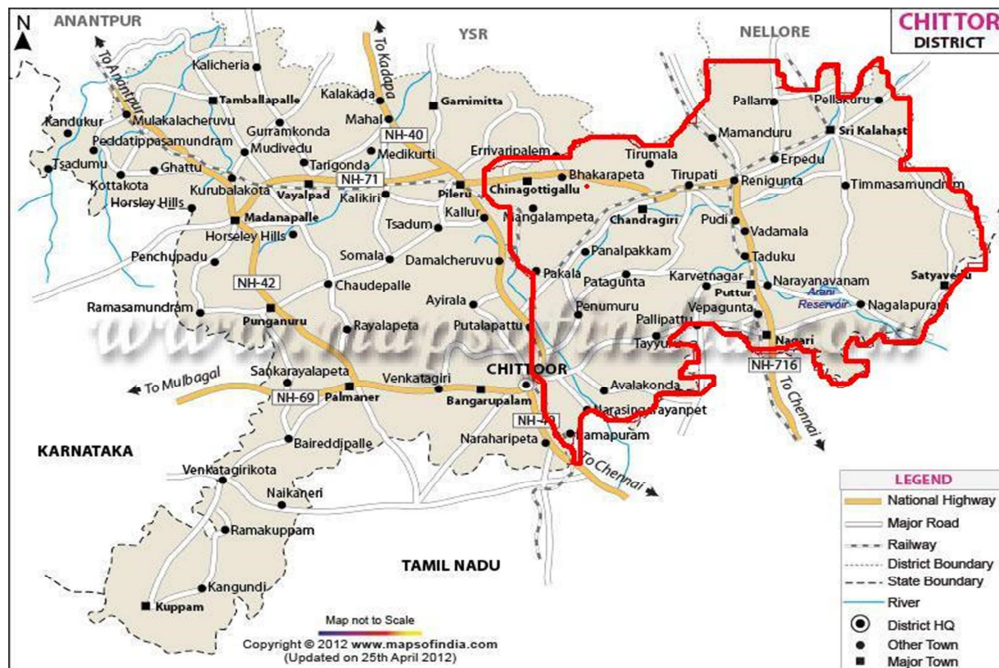 N
ANANTPUR
YSR
NELLORE
CHITTOR
DISTRICT
To Anantpur
To Kadapa
Kalicheria
Tamballapalle
Kalakada
Gamimitta
Pallam
Pellakuru
Kandukur
Mulakalacheruvu
Gurramkonda
Mahal
NH-40
Mamanduru
Sri Kalahast
Peddatippasamundram
Mudivedu
Tarigonda
Medikurti
Errivaripalem
Tirumala
Erpedu
Tsadumu
Ghattu
Kottakota
Kurubalakota
Vayalpad
NH-71
Pileru
Chinagottigallu
Bhakarapeta
Tirupati
Renigunta
Timmasamundram
Horsley Hills
Madanapalle
Kalikiri
Kallur
Mangalampeta
Chandragiri
Pudi
Horseley Hills
Tsadum
Vadamala
Penchupadu
Somala
Damalcheruvu
Panalpakkam
Taduku
NH-42
Chaudepalle
Pakala
Patagunta
Karvetnagar
Narayanavanam
Satyavedu
Puttur
Arani
Reservoir
Ramasamundram
Punganuru
Ayirala
Penumuru
Vepagunta
Nagalapuram
www.mapsofindia.com
Rayalapeta
Putalapattu
Pallipattu
Tayyuru
Nagari
Sankarayalapeta
CHITTOOR
NH-716
To Mulbagal
Venkatagiri
Avalakonda
To Chennai
NH-69
Palmaner
Bangarupalam
Narasingarayanpet
Baireddipalle
Naraharipeta
Ramapuram
To Chennai
KARNATAKA
Venkatagirikota
Naikaneri
Ramakuppam
TAMIL NADU
Kangundi
Kuppam
LEGEND
National Highway
Major Road
Railway
District Boundary
State Boundary
River
District HQ
Other Town
Major Town
Map not to Scale
Copyright © 2012 www.mapsofindia.com
(Updated on 25th April 2012)